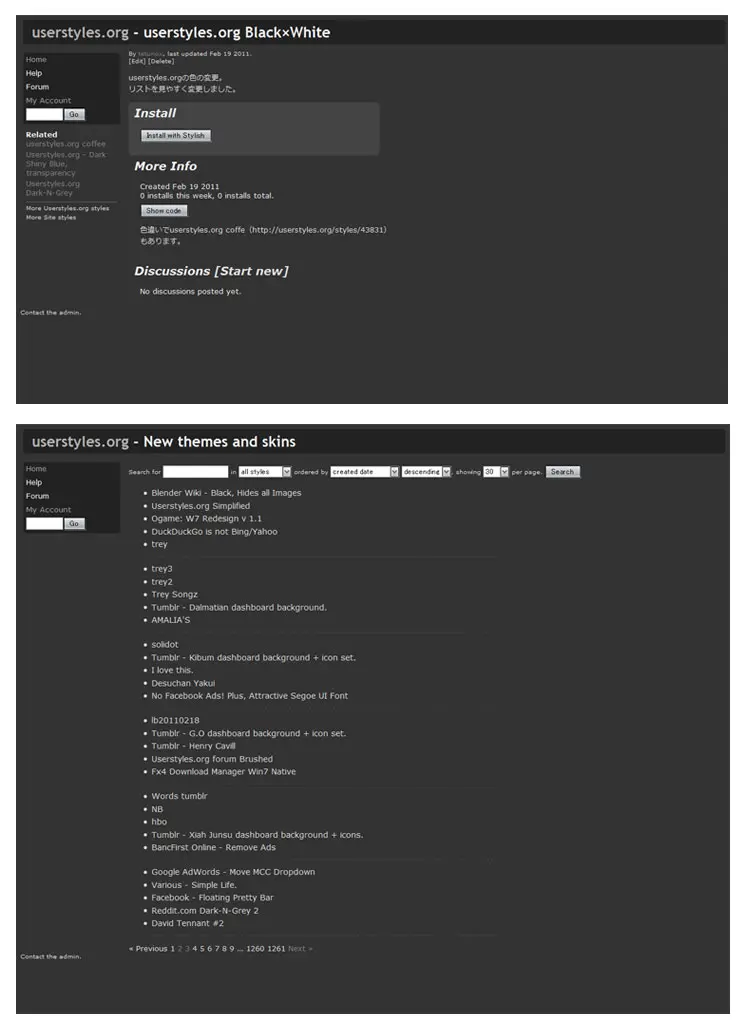 userstyles.org - userstyles.org Black×White
Home
Help
Forum
My Account
Go
Related
userstyles.org coffee
Userstyles.org - Dark
Shiny Blue,
transparency
Userstyles.org
Dark-N-Grey
More Userstyles.org styles
More Site styles
By
, last updated Feb 19 2011.
[Edit] [Delete]
userstyles.orgの色の変更。
リストを見やすく変更しました。
Install
Install with Stylish
More Info
Created Feb 19 2011
0 installs this week, 0 installs total.
Show code
色違いでuserstyles.org coffe（http://userstyles.org/styles/43831）
もあります。
Discussions [Start new]
No discussions posted yet.
Contact the admin.
userstyles.org - New themes and skins
Home
Help
Forum
My Account
Go
Search for in all styles ordered by created date descending, showing 30 per page. Search
Blender Wiki - Black, Hides all Images
Userstyles.org Simplified
Ogame: W7 Redesign v 1.1
DuckDuckGo is not Bing/Yahoo
trey
trey3
trey2
Trey Songz
Tumblr - Dalmatian dashboard background.
AMALIA'S
solidot
Tumblr - Kibum dashboard background + icon set.
I love this.
Desuchan Yakui
No Facebook Ads! Plus, Attractive Segoe UI Font
lb20110218
Tumblr - G.O dashboard background + icon set.
Tumblr - Henry Cavill
Userstyles.org forum Brushed
Fx4 Download Manager Win7 Native
Words tumblr
NB
hbo
Tumblr - Xiah Junsu dashboard background + icons.
BancFirst Online - Remove Ads
Google AdWords - Move MCC Dropdown
Various - Simple Life.
Facebook - Floating Pretty Bar
Reddit.com Dark-N-Grey 2
David Tennant #2
« Previous 1 2 3 4 5 6 7 8 9 ... 1260 1261 Next »
Contact the admin.